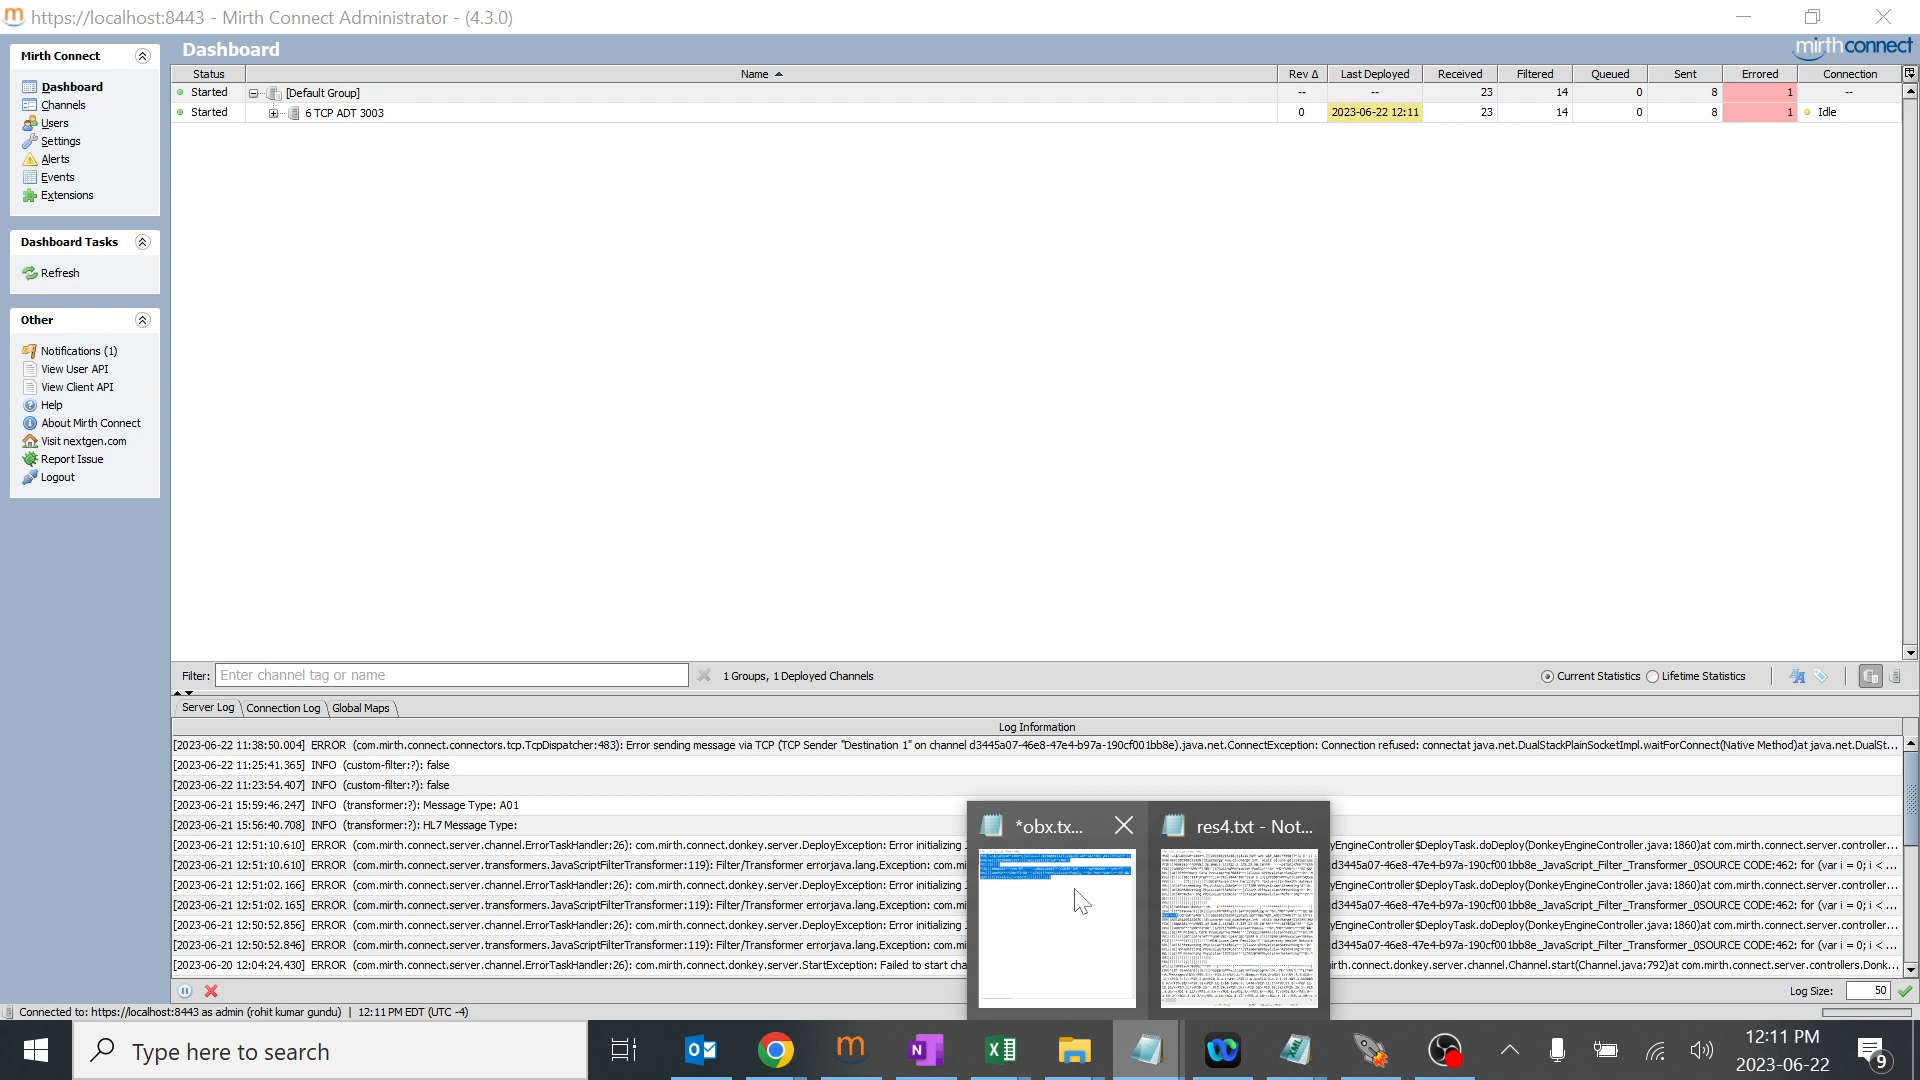 https://localhost:8443 - Mirth Connect Administrator - (4.3.0)
Mirth Connect
Dashboard
Channels
Users
Settings
Alerts
Events
Extensions
Dashboard Tasks
Refresh
Other
Notifications (1)
View User API
View Client API
Help
About Mirth Connect
Visit nextgen.com
Report Issue
Logout
Dashboard
mirthconnect
Status Name Rev Δ Last Deployed Received Filtered Queued Sent Errored Connection
Started [Default Group] -- -- 23 14 0 8 1 --
Started 6 TCP ADT 3003 0 2023-06-22 12:11 23 14 0 8 1 Idle
Filter: Enter channel tag or name 1 Groups, 1 Deployed Channels Current Statistics Lifetime Statistics
Server Log Connection Log Global Maps
Log Information
[2023-06-22 11:38:50.004] ERROR (com.mirth.connect.connectors.tcp.TcpDispatcher:483): Error sending message via TCP (TCP Sender "Destination 1" on channel d3445a07-46e8-47e4-b97a-190cf001bb8e).java.net.ConnectException: Connection refused: connectat java.net.DualStackPlainSocketImpl.waitForConnect(Native Method)at java.net.DualSt...
[2023-06-22 11:25:41.365] INFO (custom-filter:?): false
[2023-06-22 11:23:54.407] INFO (custom-filter:?): false
[2023-06-21 15:59:46.247] INFO (transformer:?): Message Type: A01
[2023-06-21 15:56:40.708] INFO (transformer:?): HL7 Message Type:
[2023-06-21 12:51:10.610] ERROR (com.mirth.connect.server.channel.ErrorTaskHandler:26): com.mirth.connect.donkey.server.DeployException: Error initializing yEngineController$DeployTask.doDeploy(DonkeyEngineController.java:1860)at com.mirth.connect.server.controller...
[2023-06-21 12:51:10.610] ERROR (com.mirth.connect.server.transformers.JavaScriptFilterTransformer:119): Filter/Transformer errorjava.lang.Exception: com.mi d3445a07-46e8-47e4-b97a-190cf001bb8e_JavaScript_Filter_Transformer_0SOURCE CODE:462: for (var i = 0; i < ...
[2023-06-21 12:51:02.166] ERROR (com.mirth.connect.server.channel.ErrorTaskHandler:26): com.mirth.connect.donkey.server.DeployException: Error initializing yEngineController$DeployTask.doDeploy(DonkeyEngineController.java:1860)at com.mirth.connect.server.controller...
[2023-06-21 12:51:02.165] ERROR (com.mirth.connect.server.transformers.JavaScriptFilterTransformer:119): Filter/Transformer errorjava.lang.Exception: com.mi d3445a07-46e8-47e4-b97a-190cf001bb8e_JavaScript_Filter_Transformer_0SOURCE CODE:462: for (var i = 0; i < ...
[2023-06-21 12:50:52.856] ERROR (com.mirth.connect.server.channel.ErrorTaskHandler:26): com.mirth.connect.donkey.server.DeployException: Error initializing yEngineController$DeployTask.doDeploy(DonkeyEngineController.java:1860)at com.mirth.connect.server.controller...
[2023-06-21 12:50:52.846] ERROR (com.mirth.connect.server.transformers.JavaScriptFilterTransformer:119): Filter/Transformer errorjava.lang.Exception: com.mi d3445a07-46e8-47e4-b97a-190cf001bb8e_JavaScript_Filter_Transformer_0SOURCE CODE:462: for (var i = 0; i < ...
[2023-06-20 12:04:24.430] ERROR (com.mirth.connect.server.channel.ErrorTaskHandler:26): com.mirth.connect.donkey.server.StartException: Failed to start cha irth.connect.donkey.server.channel.Channel.start(Channel.java:792)at com.mirth.connect.server.controllers.Donk...
*obx.tx...
res4.txt - Not...
Log Size: 50
Connected to: https://localhost:8443 as admin (rohit kumar gundu) | 12:11 PM EDT (UTC -4)
Type here to search
12:11 PM
2023-06-22
9